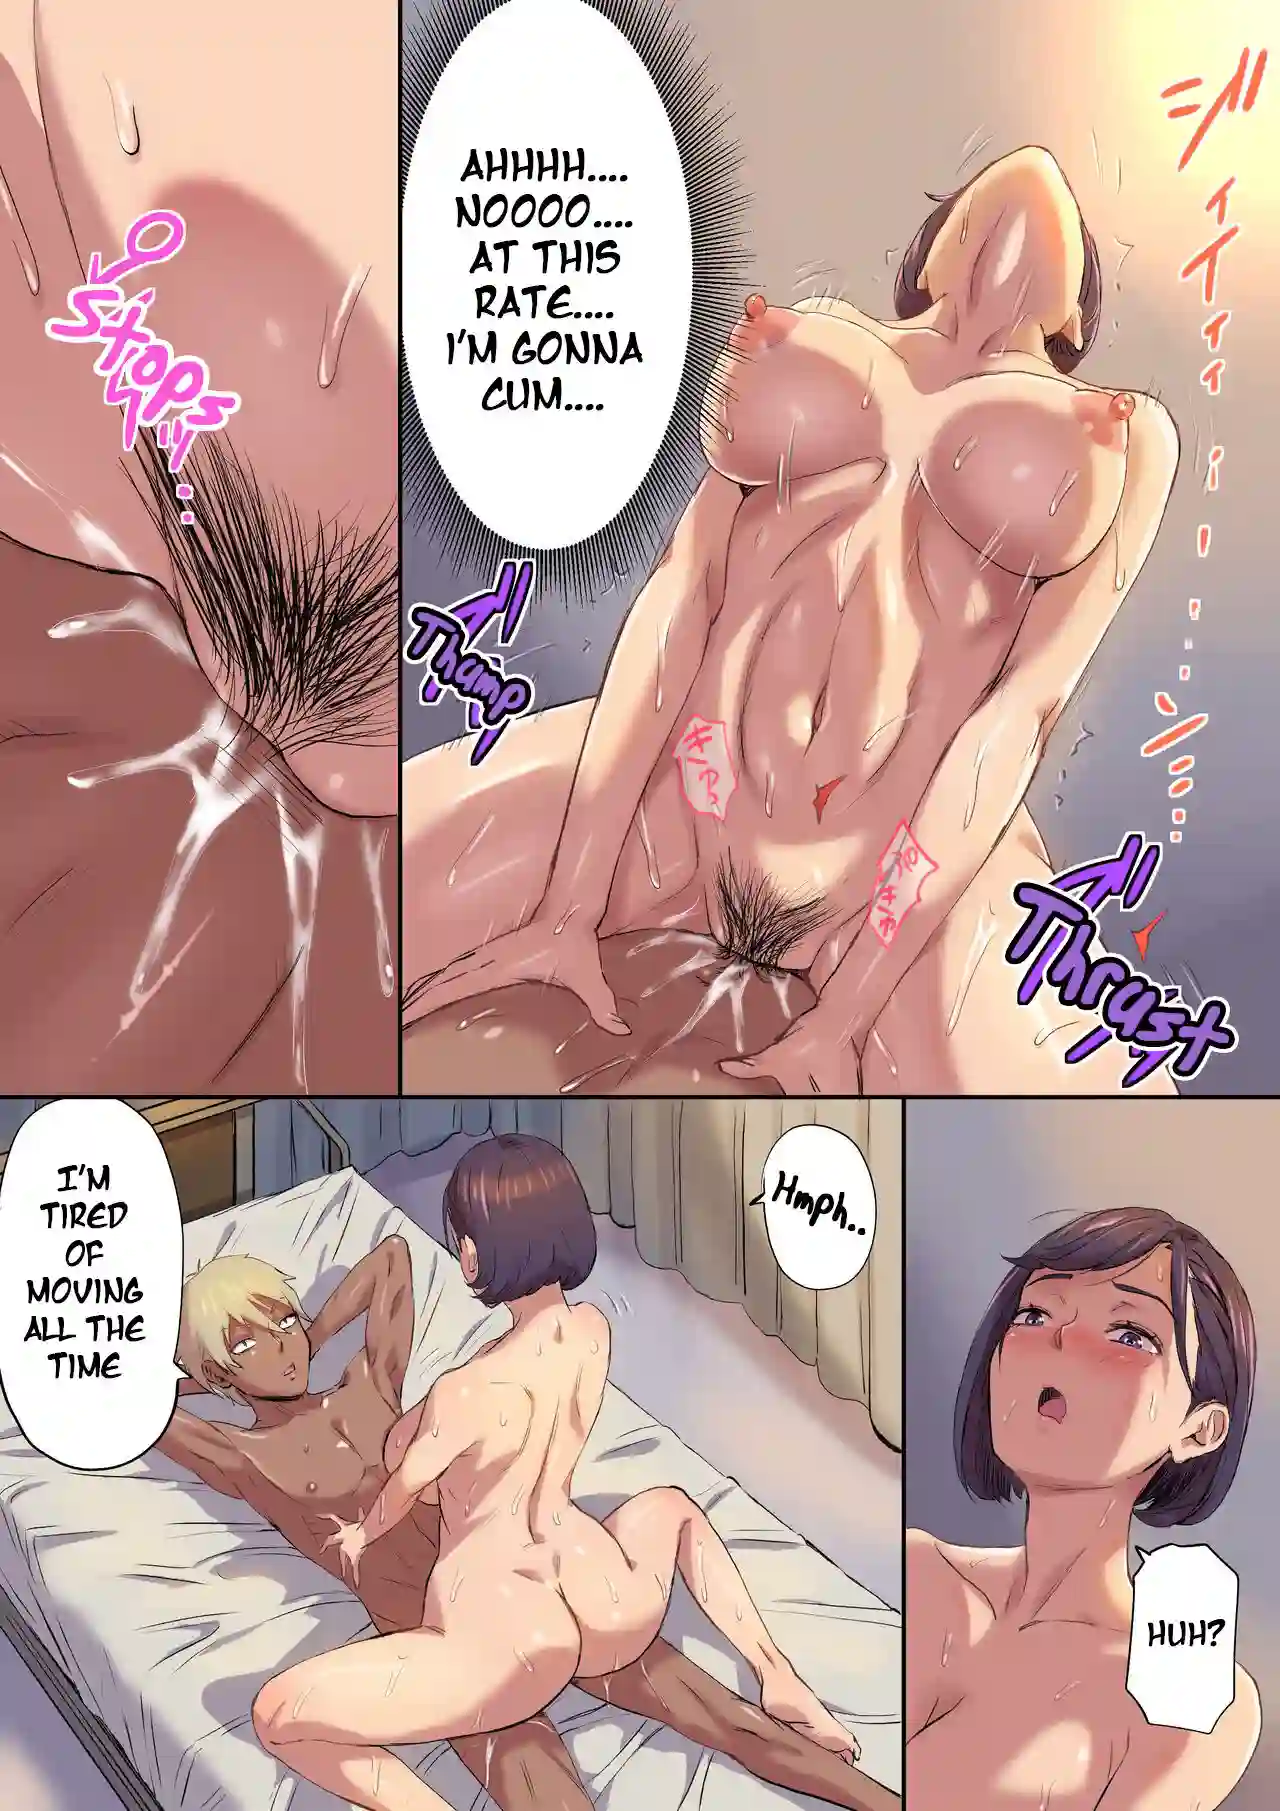 AHHHH....
NOOOO....
AT THIS
RATE....
I'M GONNA
CUM....
Thump
Thrust
Stops
Hmph..
I'M
TIRED
OF
MOVING
ALL THE
TIME
HUH?